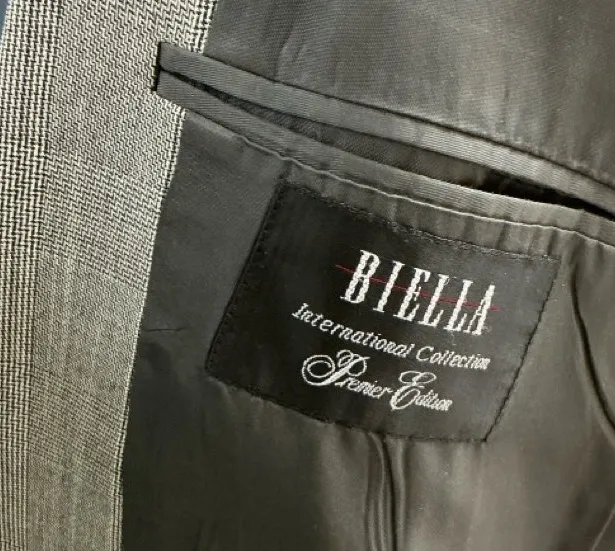 BIELLA
International Collection
Premier Edition